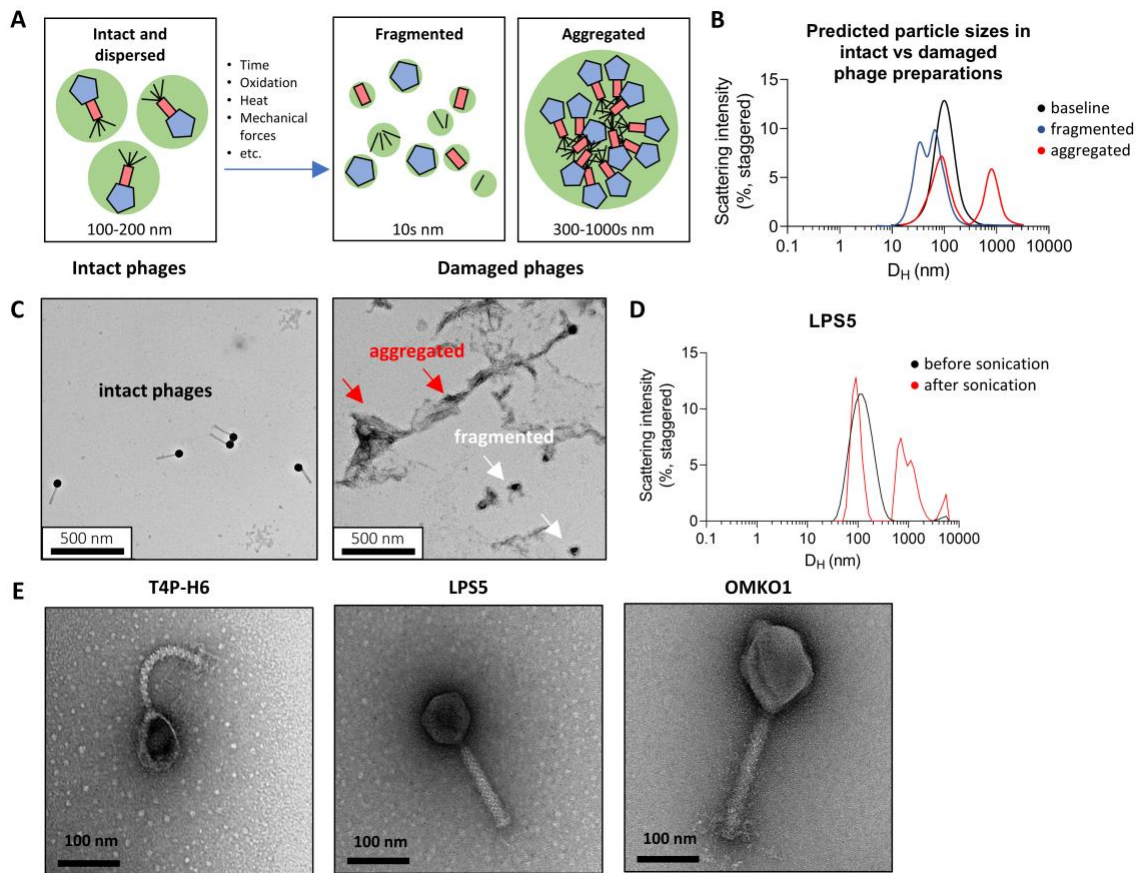 A
Intact and
dispersed
100-200 nm
• Time
• Oxidation
• Heat
• Mechanical
forces
• etc.
Fragmented
10s nm
Aggregated
300-1000s nm
Intact phages
Damaged phages
B
Predicted particle sizes in
intact vs damaged
phage preparations
Scattering intensity
(%, staggered)
15
10
5
0
0.1 1 10 100 1000 10000
D_H (nm)
baseline
fragmented
aggregated
C
intact phages
500 nm
aggregated
fragmented
500 nm
D
LPS5
Scattering intensity
(%, staggered)
15
10
5
0
0.1 1 10 100 1000 10000
D_H (nm)
before sonication
after sonication
E
T4P-H6
100 nm
LPS5
100 nm
OMKO1
100 nm